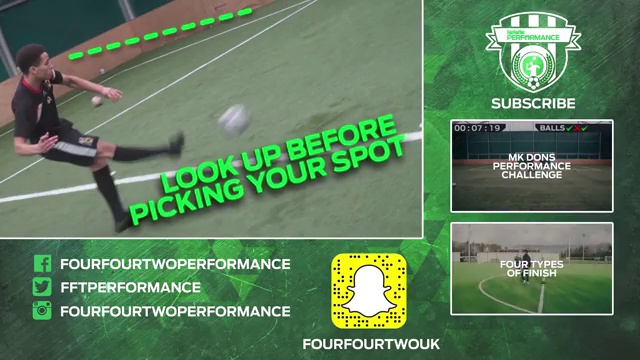 LOOK UP BEFORE
PICKING YOUR SPOT
FourFourTwo
PERFORMANCE
SUBSCRIBE
00:07:19
BALLS
MK DONS
PERFORMANCE
CHALLENGE
FOUR TYPES
OF FINISH
FOURFOURTWOPERFORMANCE
FFTPERFORMANCE
FOURFOURTWOPERFORMANCE
FOURFOURTWOUK